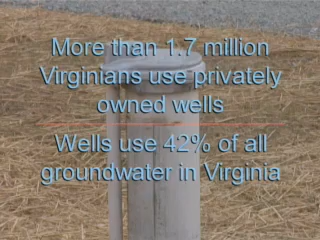 More than 1.7 million
Virginians use privately
owned wells
Wells use 42% of all
groundwater in Virginia